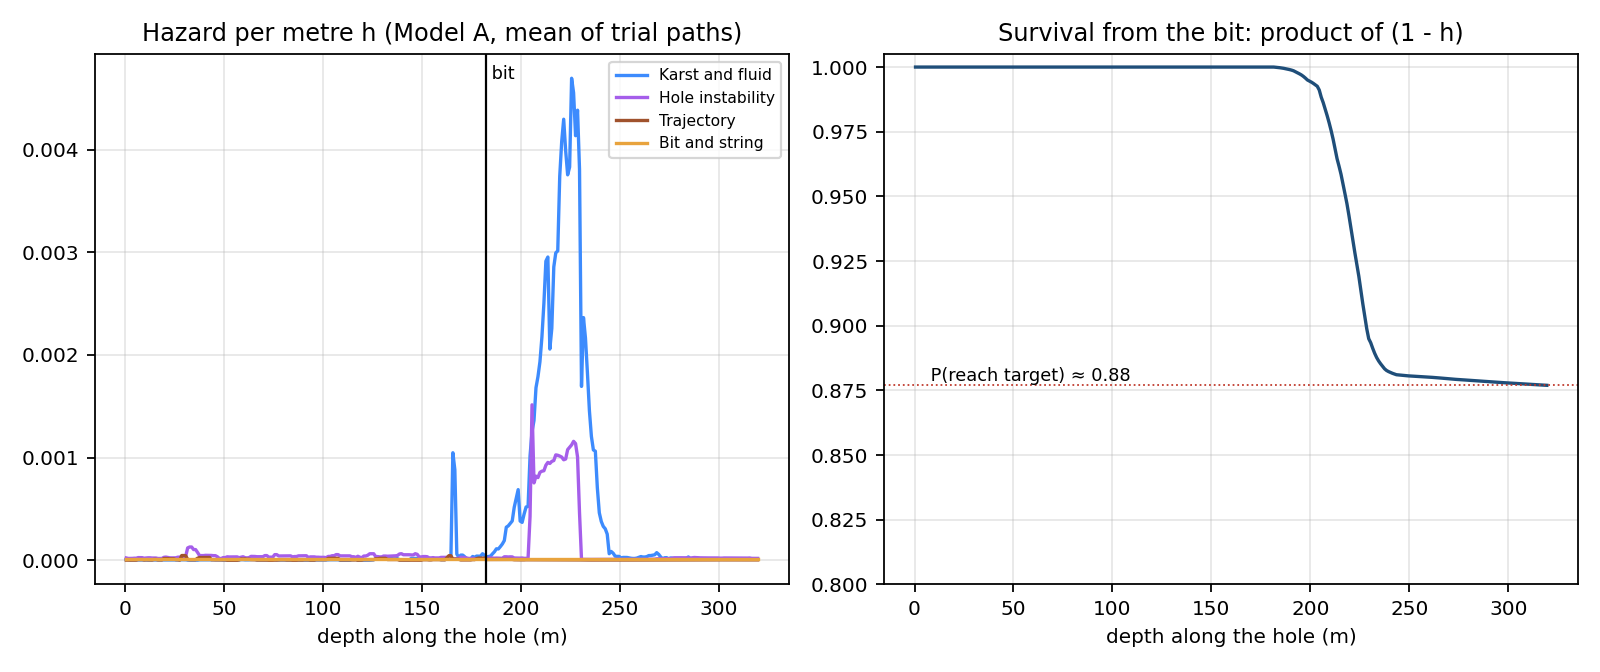 Hazard per metre h (Model A, mean of trial paths)
bit
Karst and fluid
Hole instability
Trajectory
Bit and string
0.004
0.003
0.002
0.001
0.000
0 50 100 150 200 250 300
depth along the hole (m)
Survival from the bit: product of (1 - h)
1.000
0.975
0.950
0.925
0.900
P(reach target) ≈ 0.88
0.875
0.850
0.825
0.800
0 50 100 150 200 250 300
depth along the hole (m)